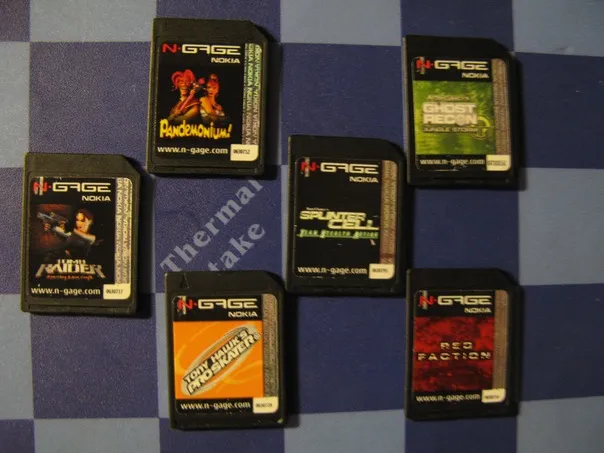 N-GAGE
NOKIA
Pandemonium!
www.n-gage.com
N-GAGE
NOKIA
GHOST
RECON
JUNGLE STORM
www.n-gage.com
N-GAGE
NOKIA
TOMB
RAIDER
www.n-gage.com
N-GAGE
NOKIA
SPLINTER
CELL
TEAM STEALTH ACTION
www.n-gage.com
Thermal
take
N-GAGE
NOKIA
TONY HAWK'S
PRO SKATER
www.n-gage.com
N-GAGE
NOKIA
RED
FACTION
www.n-gage.com